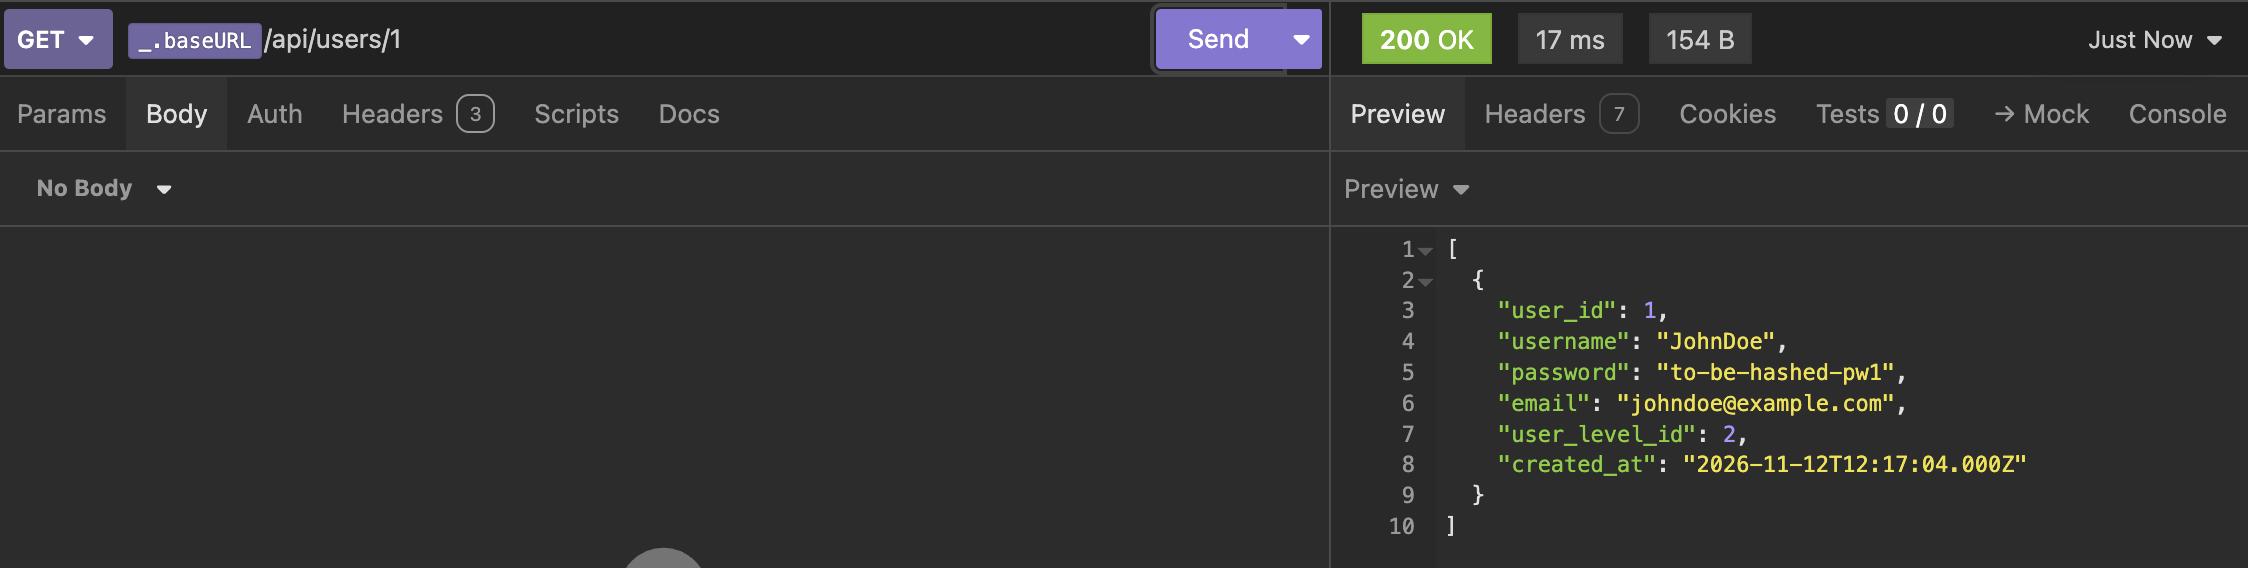 GET _.baseURL /api/users/1 Send 200 OK 17 ms 154 B Just Now
Params Body Auth Headers 3 Scripts Docs
Preview Headers 7 Cookies Tests 0 / 0 → Mock Console
No Body
Preview
1 [
2 {
3 "user_id": 1,
4 "username": "JohnDoe",
5 "password": "to-be-hashed-pw1",
6 "email": "johndoe@example.com",
7 "user_level_id": 2,
8 "created_at": "2026-11-12T12:17:04.000Z"
9 }
10 ]